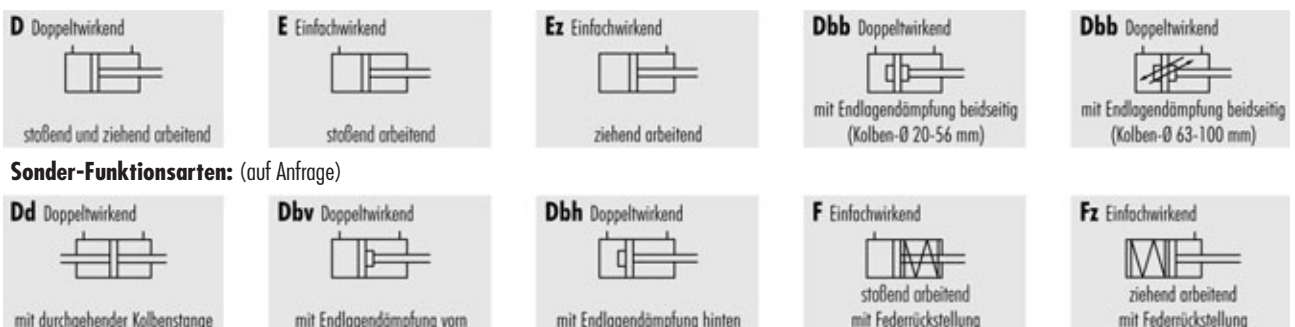 D Doppeltwirkend
stoßend und ziehend arbeitend
E Einfachwirkend
stoßend arbeitend
Ez Einfachwirkend
ziehend arbeitend
Dbb Doppeltwirkend
mit Endlagendämpfung beidseitig
(Kolben-Ø 20-56 mm)
Dbb Doppeltwirkend
mit Endlagendämpfung beidseitig
(Kolben-Ø 63-100 mm)
Sonder-Funktionsarten: (auf Anfrage)
Dd Doppeltwirkend
mit durchgehender Kolbenstange
Dbv Doppeltwirkend
mit Endlagendämpfung vorn
Dbh Doppeltwirkend
mit Endlagendämpfung hinten
F Einfachwirkend
stoßend arbeitend
mit Federrückstellung
Fz Einfachwirkend
ziehend arbeitend
mit Federrückstellung